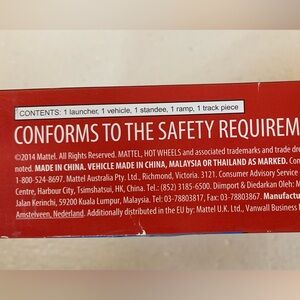 CONTENTS: 1 launcher, 1 vehicle, 1 standee, 1 ramp, 1 track piece
CONFORMS TO THE SAFETY REQUIREM
©2014 Mattel. All Rights Reserved. MATTEL, HOT WHEELS and associated trademarks and trade dre
noted. MADE IN CHINA. VEHICLE MADE IN CHINA, MALAYSIA OR THAILAND AS MARKED. Con
1-800-524-8697. Mattel Australia Pty. Ltd., Richmond, Victoria. 3121. Consumer Advisory Service
Centre, Harbour City, Tsimshatsui, HK, China. Tel.: (852) 3185-6500. Diimport & Diedarkan Oleh: M
Jalan Kerinchi, 59200 Kuala Lumpur, Malaysia. Tel: 03-78803817, Fax: 03-78803867. Manufactu
Amstelveen, Nederland. Additionally distributed in the EU by: Mattel U.K. Ltd., Vanwall Business